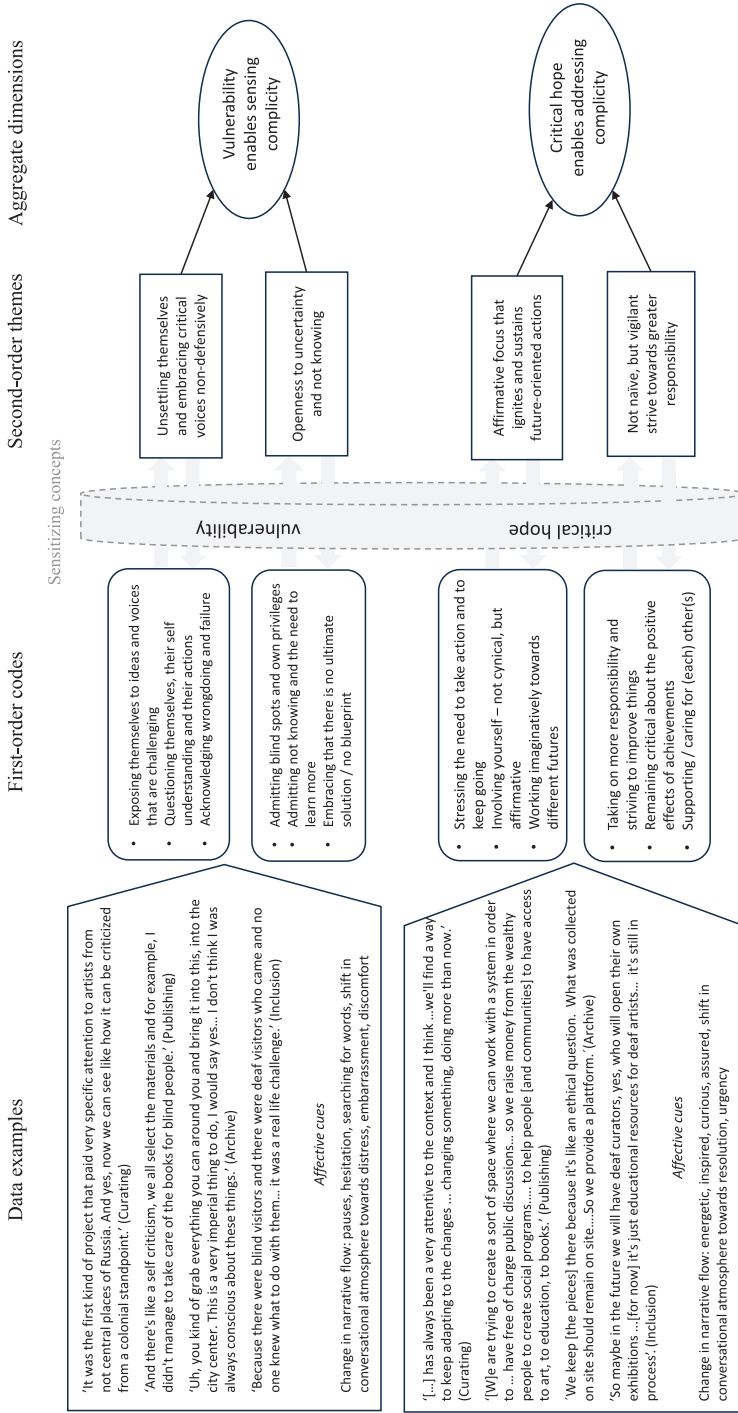 Data examples
First-order codes
Sensitizing concepts
Second-order themes
Aggregate dimensions
'It was the first kind of project that paid very specific attention to artists from
not central places of Russia. And yes, now we can see like how it can be criticized
from a colonial standpoint.' (Curating)
'And there's like a self criticism, we all select the materials and for example, I
didn't manage to take care of the books for blind people.' (Publishing)
'Uh, you kind of grab everything you can around you and bring it into this, into the
city center. This is a very imperial thing to do, I would say yes... I don't think I was
always conscious about these things.' (Archive)
'Because there were blind visitors and there were deaf visitors who came and no
one knew what to do with them... it was a real life challenge.' (Inclusion)
Affective cues
Change in narrative flow: pauses, hesitation, searching for words, shift in
conversational atmosphere towards distress, embarrassment, discomfort
• Exposing themselves to ideas and voices
that are challenging
• Questioning themselves, their self
understanding and their actions
• Acknowledging wrongdoing and failure
• Admitting blind spots and own privileges
• Admitting not knowing and the need to
learn more
• Embracing that there is no ultimate
solution / no blueprint
vulnerability
Unsettling themselves
and embracing critical
voices non-defensively
Openness to uncertainty
and not knowing
Vulnerability
enables sensing
complicity
'[...] has always been a very attentive to the context and I think ...we'll find a way
to keep adapting to the changes ... changing something, doing more than now.'
(Curating)
'[W]e are trying to create a sort of space where we can work with a system in order
to ... have free of charge public discussions... so we raise money from the wealthy
people to create social programs..... to help people [and communities] to have access
to art, to education, to books.' (Publishing)
'We keep [the pieces] there because it's like an ethical question. What was collected
on site should remain on site....So we provide a plattform.'(Archive)
'So maybe in the future we will have deaf curators, yes, who will open their own
exhibitions ...[for now] it's just educational resources for deaf artists... it's still in
process'. (Inclusion)
Affective cues
Change in narrative flow: energetic, inspired, curious, assured, shift in
conversational atmosphere towards resolution, urgency
• Stressing the need to take action and to
keep going
• Involving yourself – not cynical, but
affirmative
• Working imaginatively towards
different futures
• Taking on more responsibility and
striving to improve things
• Remaining critical about the positive
effects of achievements
• Supporting / caring for (each) other(s)
critical hope
Affirmative focus that
ignites and sustains
future-oriented actions
Not naïve, but vigilant
strive towards greater
responsibility
Critical hope
enables addressing
complicity